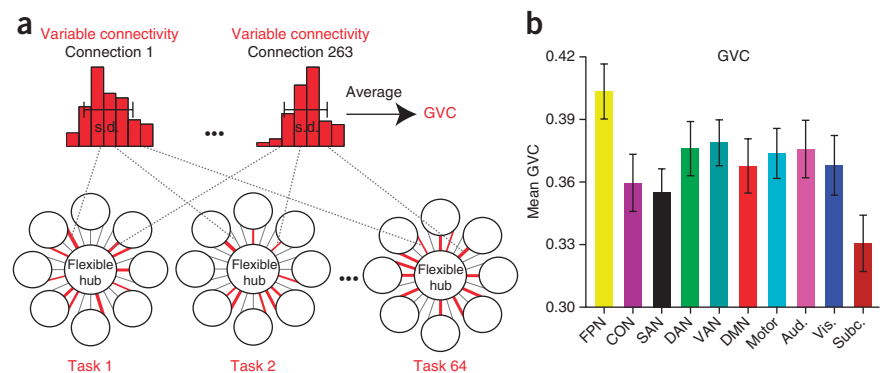 a
Variable connectivity
Connection 1
Variable connectivity
Connection 263
s.d.
...
s.d.
Average
GVC
Flexible
hub
Flexible
hub
...
Flexible
hub
Task 1
Task 2
Task 64
b
GVC
Mean GVC
0.42
0.39
0.36
0.33
0.30
FPN
CON
SAN
DAN
VAN
DMN
Motor
Aud.
Vis.
Subc.